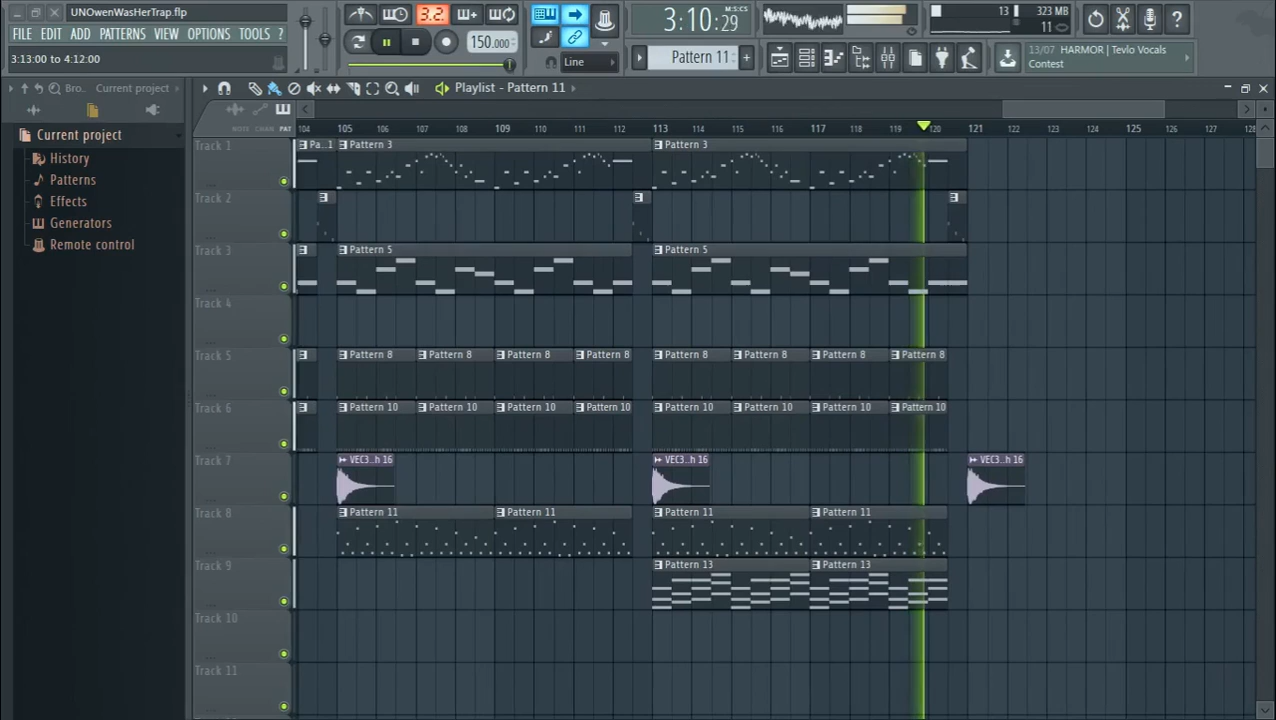 UNOwenWasHerTrap.flp
FILE EDIT ADD PATTERNS VIEW OPTIONS TOOLS ?
3:13:00 to 4:12:00
3.2.
150.000
3:10:29
M:S:CS
Line
Pattern 11
13
323 MB
11
13/07 HARMOR | Tevlo Vocals
Contest
Bro.. Current project
Playlist - Pattern 11
Current project
History
Patterns
Effects
Generators
Remote control
NOTE CHAN PAT
104 105 106 107 108 109 110 111 112 113 114 115 116 117 118 119 120 121 122 123 124 125 126 127 128
Track 1 Pa..1 Pattern 3 Pattern 3
Track 2
Track 3 Pattern 5 Pattern 5
Track 4
Track 5 Pattern 8 Pattern 8 Pattern 8 Pattern 8 Pattern 8 Pattern 8 Pattern 8 Pattern 8
Track 6 Pattern 10 Pattern 10 Pattern 10 Pattern 10 Pattern 10 Pattern 10 Pattern 10 Pattern 10
Track 7 VEC3..h 16 VEC3..h 16 VEC3..h 16
Track 8 Pattern 11 Pattern 11 Pattern 11 Pattern 11
Track 9 Pattern 13 Pattern 13
Track 10
Track 11